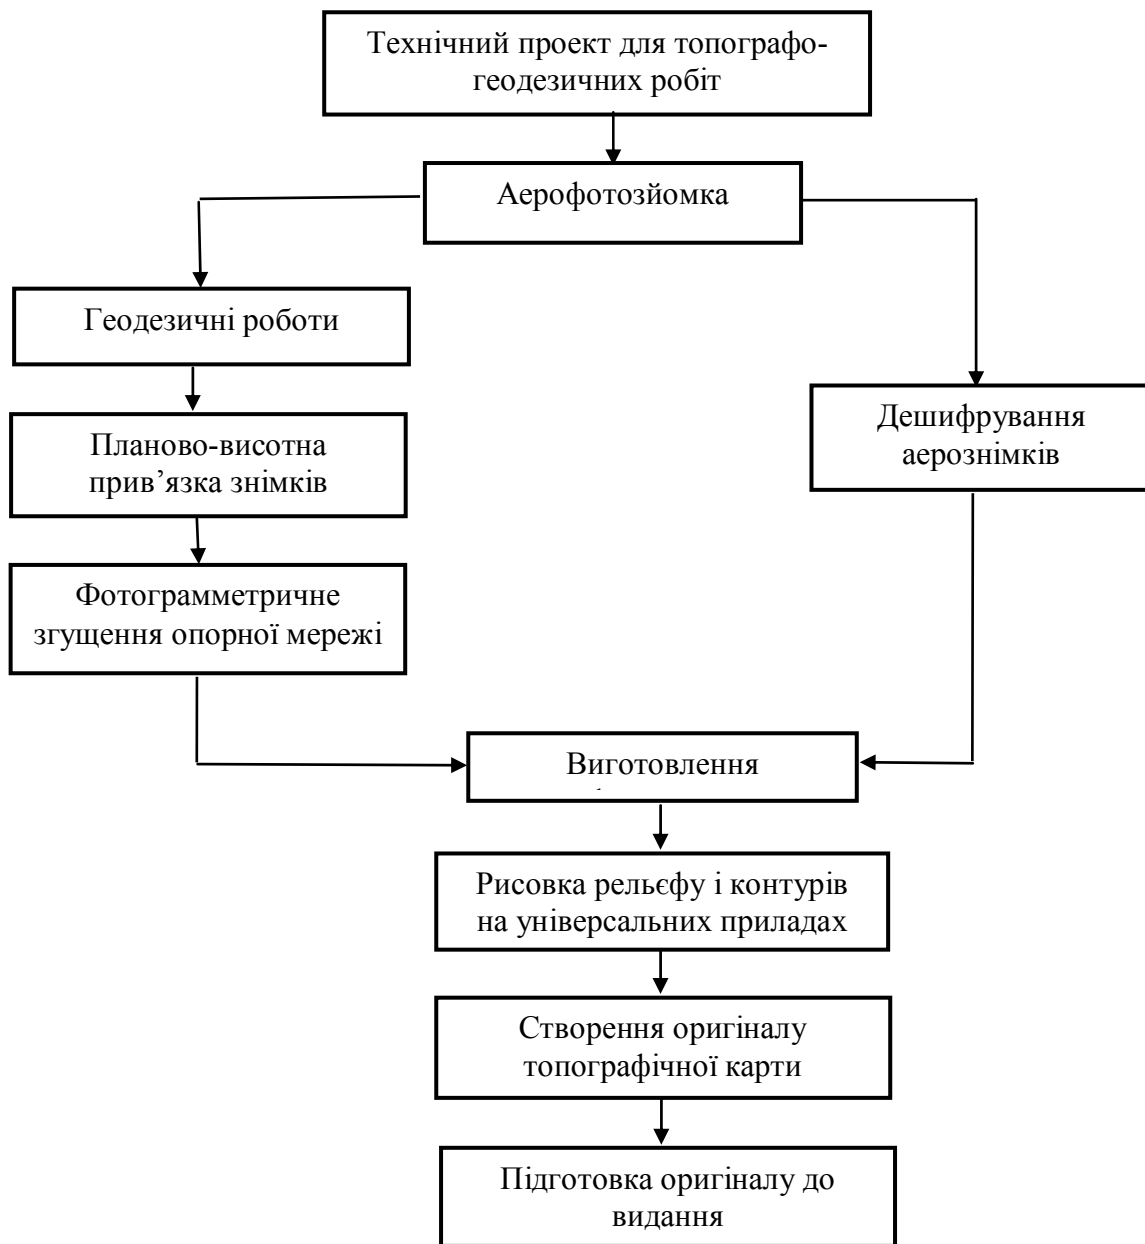 Технічний проект для топографо-
геодезичних робіт
Аерофотозйомка
Геодезичні роботи
Планово-висотна
прив’язка знімків
Дешифрування
аерознімків
Фотограмметричне
згущення опорної мережі
Виготовлення
Рисовка рельєфу і контурів
на універсальних приладах
Створення оригіналу
топографічної карти
Підготовка оригіналу до
видання